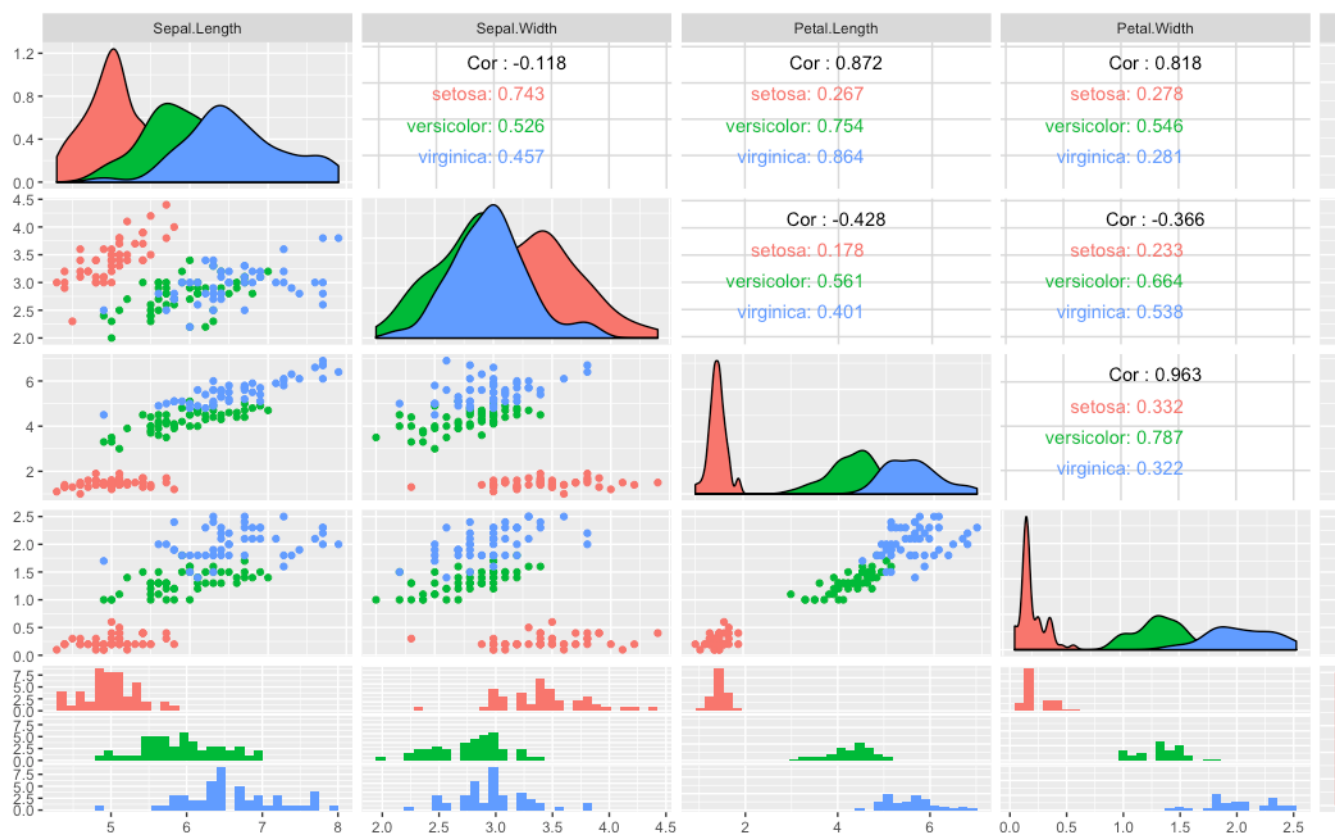 Sepal.Length Sepal.Width Petal.Length Petal.Width
1.2
0.8
0.4
0.0
Cor : -0.118
setosa: 0.743
versicolor: 0.526
virginica: 0.457
Cor : 0.872
setosa: 0.267
versicolor: 0.754
virginica: 0.864
Cor : 0.818
setosa: 0.278
versicolor: 0.546
virginica: 0.281
4.5
4.0
3.5
3.0
2.5
2.0
Cor : -0.428
setosa: 0.178
versicolor: 0.561
virginica: 0.401
Cor : -0.366
setosa: 0.233
versicolor: 0.664
virginica: 0.538
6
4
2
Cor : 0.963
setosa: 0.332
versicolor: 0.787
virginica: 0.322
2.5
2.0
1.5
1.0
0.5
0.0
7.5
5.0
2.5
0.0
7.5
5.0
2.5
0.0
7.5
5.0
2.5
0.0
5 6 7 8 2.0 2.5 3.0 3.5 4.0 4.5 2 4 6 0.0 0.5 1.0 1.5 2.0 2.5